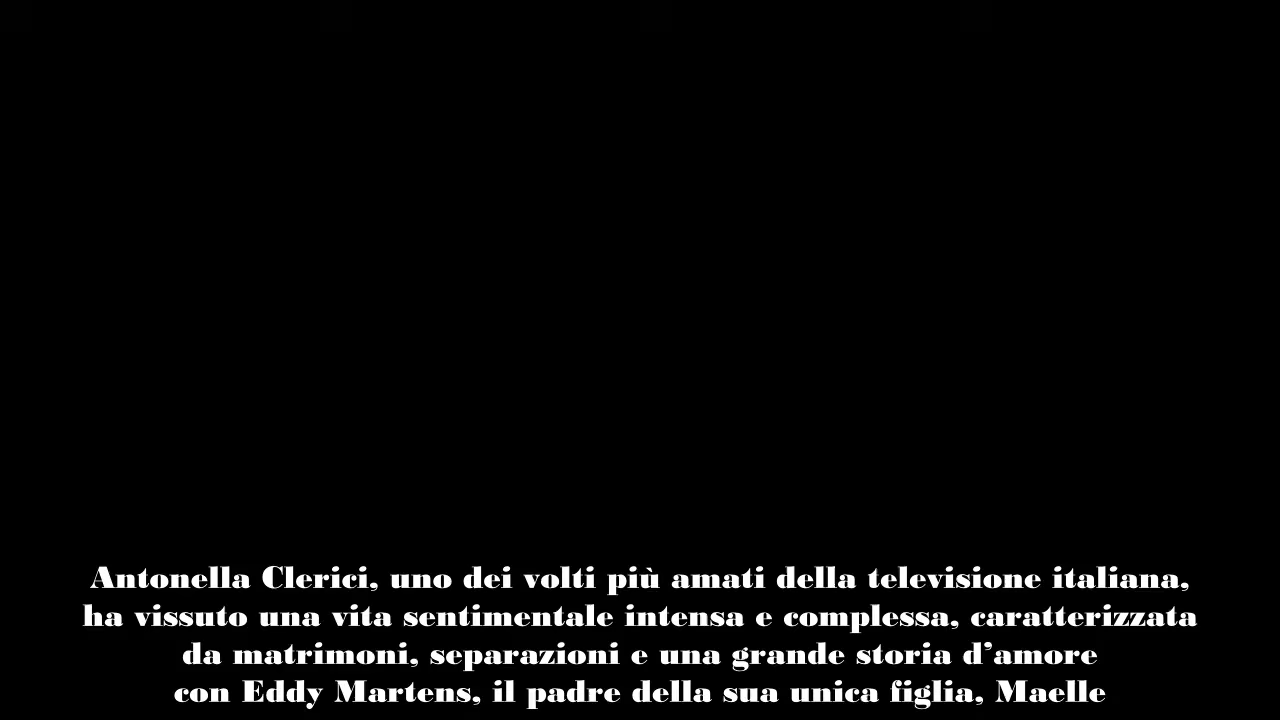 Antonella Clerici, uno dei volti più amati della televisione italiana,
ha vissuto una vita sentimentale intensa e complessa, caratterizzata
da matrimoni, separazioni e una grande storia d’amore
con Eddy Martens, il padre della sua unica figlia, Maelle